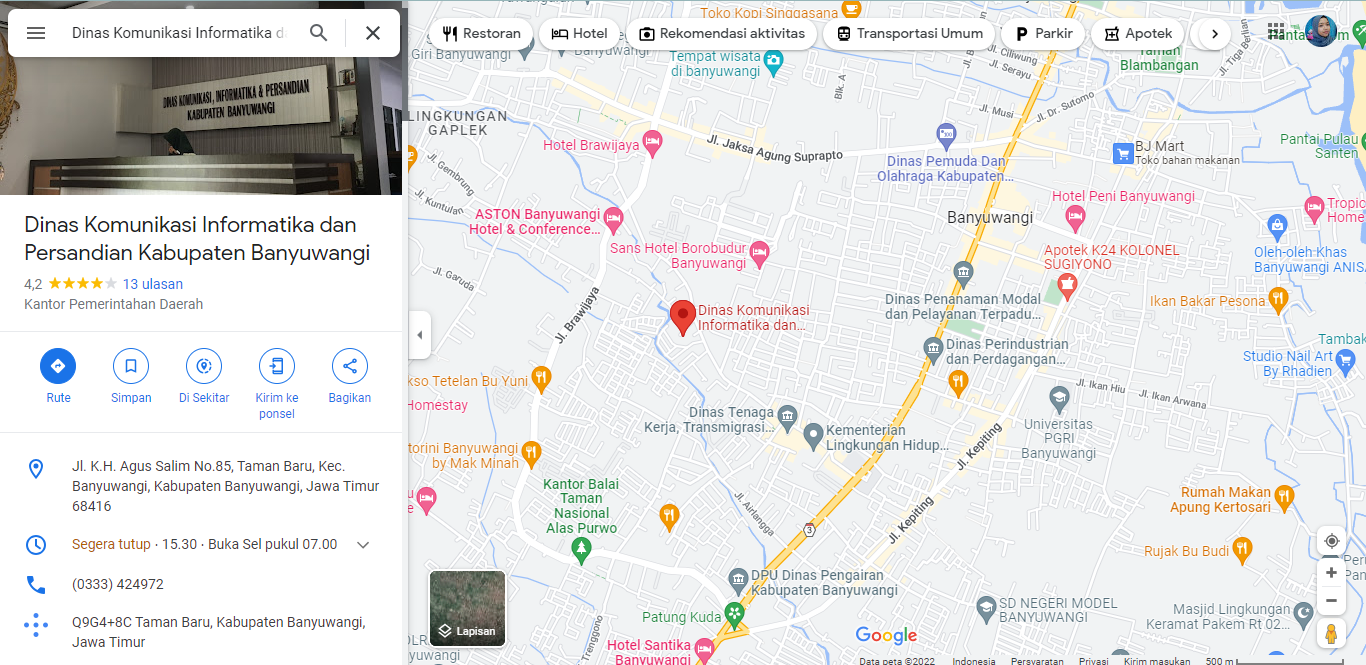 Dinas Komunikasi Informatika d
DINAS KOMUNIKASI, INFORMATIKA & PERSANDIAN
KABUPATEN BANYUWANGI
Dinas Komunikasi Informatika dan
Persandian Kabupaten Banyuwangi
4,2
13 ulasan
Kantor Pemerintahan Daerah
Rute
Simpan
Di Sekitar
Kirim ke
ponsel
Bagikan
Jl. K.H. Agus Salim No.85, Taman Baru, Kec.
Banyuwangi, Kabupaten Banyuwangi, Jawa Timur
68416
Segera tutup · 15.30 · Buka Sel pukul 07.00
(0333) 424972
Q9G4+8C Taman Baru, Kabupaten Banyuwangi,
Jawa Timur
Restoran
Hotel
Rekomendasi aktivitas
Transportasi Umum
Parkir
Apotek
Toko Kopi Singgasana
Giri Banyuwangi
Banyuwangi
Tempat wisata
di banyuwangi
Blk. A
Jl. Ciliwung
Jl. Serayu
Taman
Blambangan
Jl. Tiga Berlian
LINGKUNGAN
GAPLEK
Jl. Musi
Jl. Dr. Sutomo
Hotel Brawijaya
Jl. Jaksa Agung Suprapto
Dinas Pemuda Dan
Olahraga Kabupaten...
BJ Mart
Toko bahan makanan
Pantai Pulau
Santen
Jl. Gembrung
Jl. Kuntulan
ASTON Banyuwangi
Hotel & Conference...
Banyuwangi
Hotel Peni Banyuwangi
Tropic
Home
Sans Hotel Borobudur
Banyuwangi
Apotek K24 KOLONEL
SUGIYONO
Oleh-oleh Khas
Banyuwangi ANISA
Jl. Garuda
Jl. Brawijaya
Dinas Komunikasi
Informatika dan...
Dinas Penanaman Modal
dan Pelayanan Terpadu...
Ikan Bakar Pesona
Dinas Perindustrian
dan Perdagangan...
Tambak
Studio Nail Art
By Rhadien
kso Tetelan Bu Yuni
Homestay
Jl. Ikan Hiu
Jl. Ikan Arwana
Dinas Tenaga
Kerja, Transmigrasi...
Kementerian
Lingkungan Hidup...
Universitas
PGRI
Banyuwangi
torini Banyuwangi
by Mak Minah
Jl. Kepiting
Kantor Balai
Taman
Nasional
Alas Purwo
Jl. Airlangga
3
Jl. Kepiting
Rumah Makan
Apung Kertosari
Rujak Bu Budi
DPU Dinas Pengairan
Kabupaten Banyuwangi
Patung Kuda
Hotel Santika
Banyuwangi
Trenggono
SD NEGERI MODEL
BANYUWANGI
Masjid Lingkungan
Keramat Pakem Rt 02...
Lapisan
Google
Data peta ©2022
Indonesia
Persyaratan
Privasi
Kirim masukan
500 m